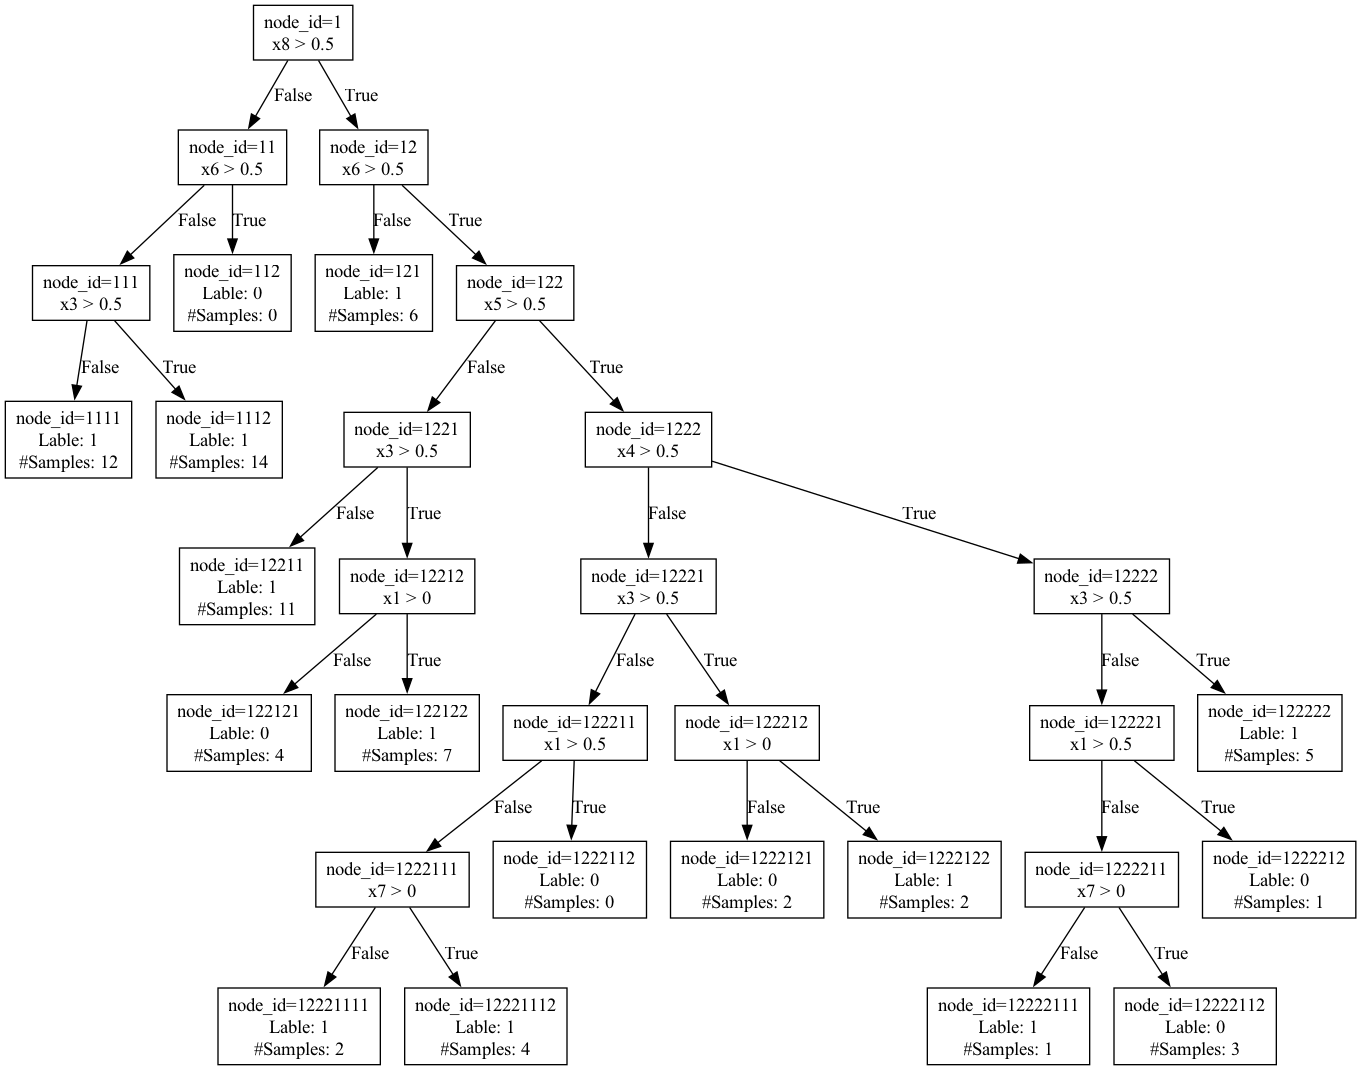 node_id=1
x8 > 0.5
False
True
node_id=11
x6 > 0.5
node_id=12
x6 > 0.5
False
True
False
True
node_id=111
x3 > 0.5
node_id=112
Lable: 0
#Samples: 0
node_id=121
Lable: 1
#Samples: 6
node_id=122
x5 > 0.5
False
True
False
True
node_id=1111
Lable: 1
#Samples: 12
node_id=1112
Lable: 1
#Samples: 14
node_id=1221
x3 > 0.5
node_id=1222
x4 > 0.5
False
True
False
True
node_id=12211
Lable: 1
#Samples: 11
node_id=12212
x1 > 0
node_id=12221
x3 > 0.5
node_id=12222
x3 > 0.5
False
True
False
True
False
True
node_id=122121
Lable: 0
#Samples: 4
node_id=122122
Lable: 1
#Samples: 7
node_id=122211
x1 > 0.5
node_id=122212
x1 > 0
node_id=122221
x1 > 0.5
node_id=122222
Lable: 1
#Samples: 5
False
True
False
True
False
True
node_id=1222111
x7 > 0
node_id=1222112
Lable: 0
#Samples: 0
node_id=1222121
Lable: 0
#Samples: 2
node_id=1222122
Lable: 1
#Samples: 2
node_id=1222211
x7 > 0
node_id=1222212
Lable: 0
#Samples: 1
False
True
False
True
node_id=12221111
Lable: 1
#Samples: 2
node_id=12221112
Lable: 1
#Samples: 4
node_id=12222111
Lable: 1
#Samples: 1
node_id=12222112
Lable: 0
#Samples: 3